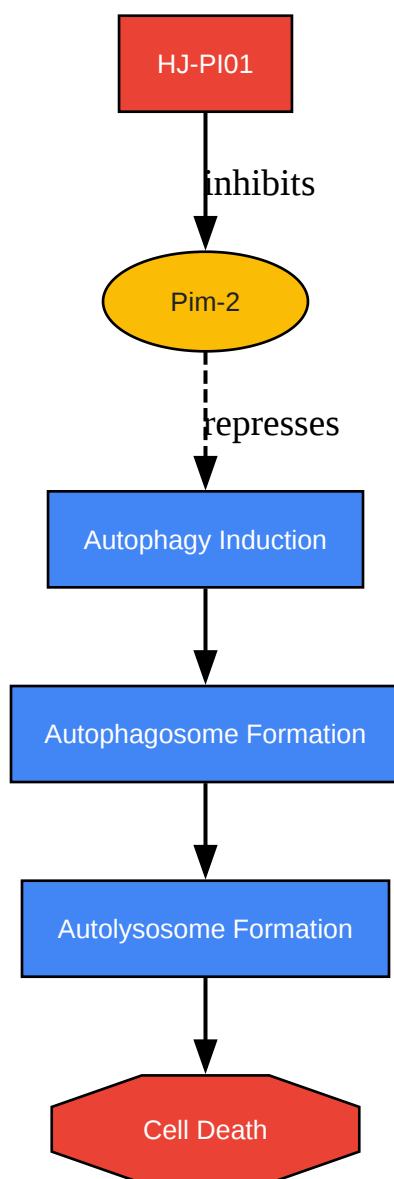 HJ-PI01
inhibits
Pim-2
represses
Autophagy Induction
Autophagosome Formation
Autolysosome Formation
Cell Death